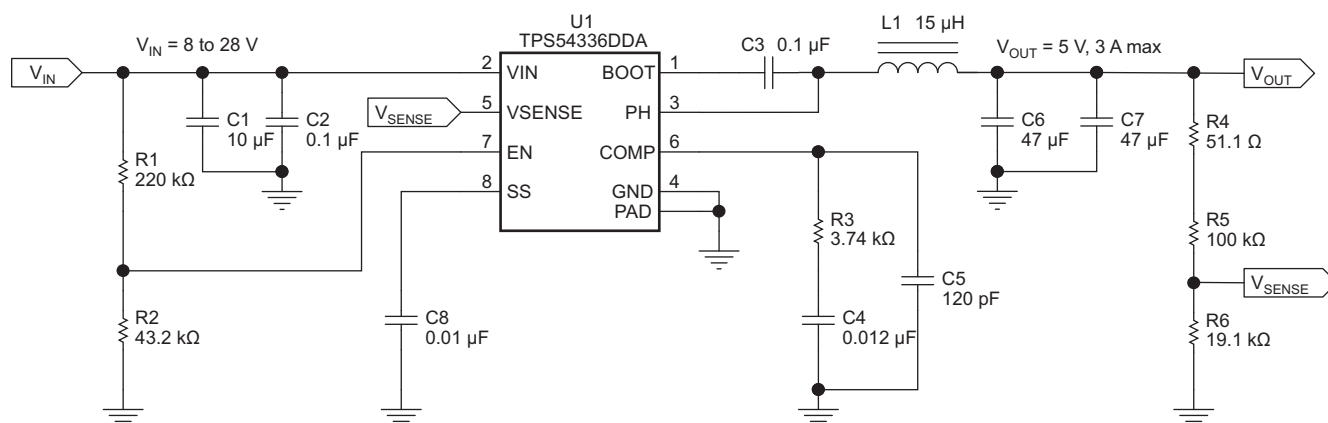 V_IN
V_IN = 8 to 28 V
C1
10 µF
C2
0.1 µF
R1
220 kΩ
R2
43.2 kΩ
V_SENSE
C8
0.01 µF
U1
TPS54336DDA
2 VIN
5 VSENSE
7 EN
8 SS
BOOT 1
PH 3
COMP 6
GND 4
PAD
C3 0.1 µF
L1 15 µH
R3
3.74 kΩ
C4
0.012 µF
C5
120 pF
V_OUT = 5 V, 3 A max
C6
47 µF
C7
47 µF
V_OUT
R4
51.1 Ω
R5
100 kΩ
V_SENSE
R6
19.1 kΩ